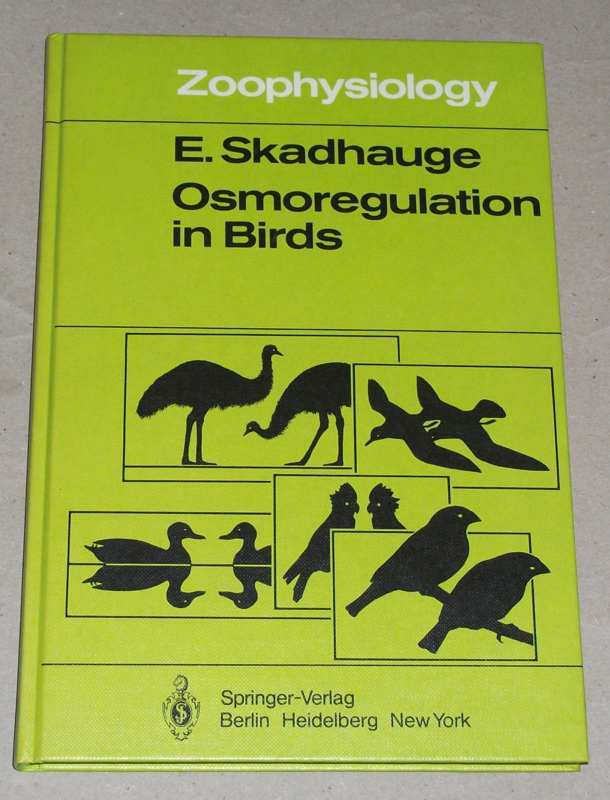 Zoophysiology
E. Skadhauge
Osmoregulation
in Birds
Springer-Verlag
Berlin Heidelberg New York